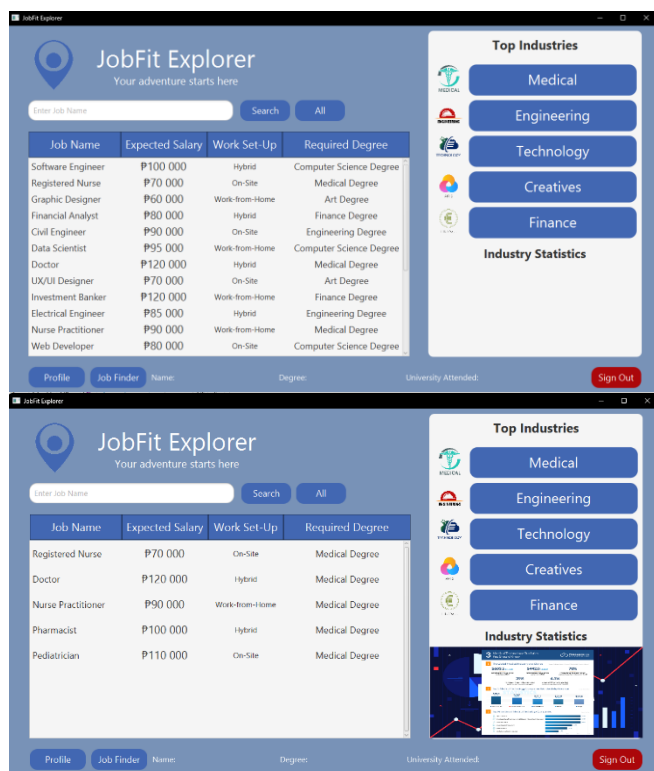 JobFit Explorer
JobFit Explorer
Your adventure starts here
Enter Job Name
Search
All
Job Name Expected Salary Work Set-Up Required Degree
Software Engineer ₱100 000 Hybrid Computer Science Degree
Registered Nurse ₱70 000 On-Site Medical Degree
Graphic Designer ₱60 000 Work-from-Home Art Degree
Financial Analyst ₱80 000 Hybrid Finance Degree
Civil Engineer ₱90 000 On-Site Engineering Degree
Data Scientist ₱95 000 Hybrid Computer Science Degree
Doctor ₱120 000 Hybrid Medical Degree
UX/UI Designer ₱70 000 On-Site Art Degree
Investment Banker ₱120 000 Work-from-Home Finance Degree
Electrical Engineer ₱85 000 Hybrid Engineering Degree
Nurse Practitioner ₱90 000 Work-from-Home Medical Degree
Web Developer ₱80 000 On-Site Computer Science Degree
Top Industries
MEDICAL
Medical
ENGINEERING
Engineering
TECHNOLOGY
Technology
Creatives
Finance
Industry Statistics
Profile
Job Finder
Name:
Degree:
University Attended:
Sign Out
JobFit Explorer
JobFit Explorer
Your adventure starts here
Enter Job Name
Search
All
Job Name Expected Salary Work Set-Up Required Degree
Registered Nurse ₱70 000 On-Site Medical Degree
Doctor ₱120 000 Hybrid Medical Degree
Nurse Practitioner ₱90 000 Work-from-Home Medical Degree
Pharmacist ₱100 000 Hybrid Medical Degree
Pediatrician ₱110 000 On-Site Medical Degree
Top Industries
MEDICAL
Medical
ENGINEERING
Engineering
TECHNOLOGY
Technology
Creatives
Finance
Industry Statistics
Profile
Job Finder
Name:
Degree:
University Attended:
Sign Out